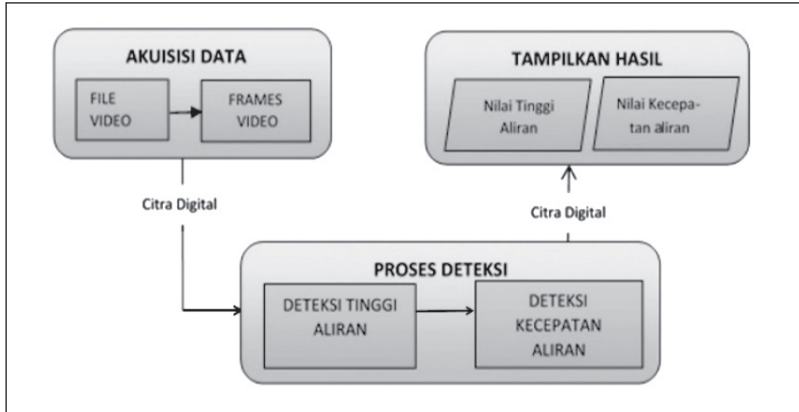 AKUISISI DATA
FILE
VIDEO
FRAMES
VIDEO
TAMPILKAN HASIL
Nilai Tinggi
Aliran
Nilai Kecepa-
tan aliran
Citra Digital
Citra Digital
PROSES DETEKSI
DETEKSI TINGGI
ALIRAN
DETEKSI
KECEPATAN
ALIRAN